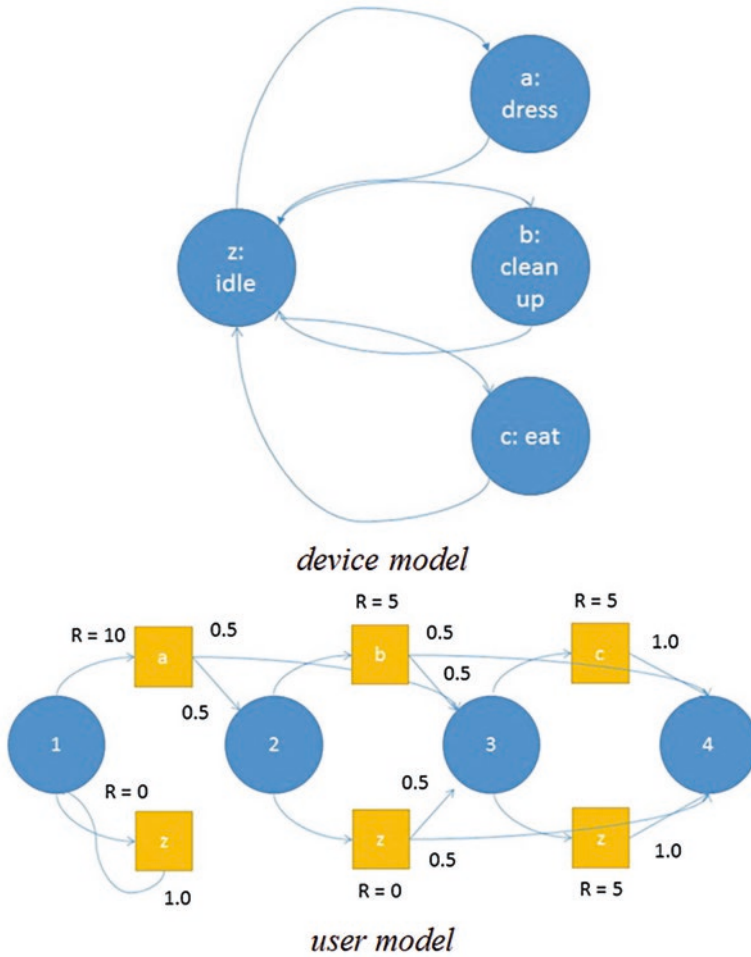 a:
dress
z:
idle
b:
clean
up
c: eat
device model
R = 10
a
0.5
0.5
R = 5
b
0.5
0.5
R = 5
c
1.0
1
2
3
4
R = 0
z
1.0
z
0.5
0.5
R = 0
z
1.0
R = 5
user model